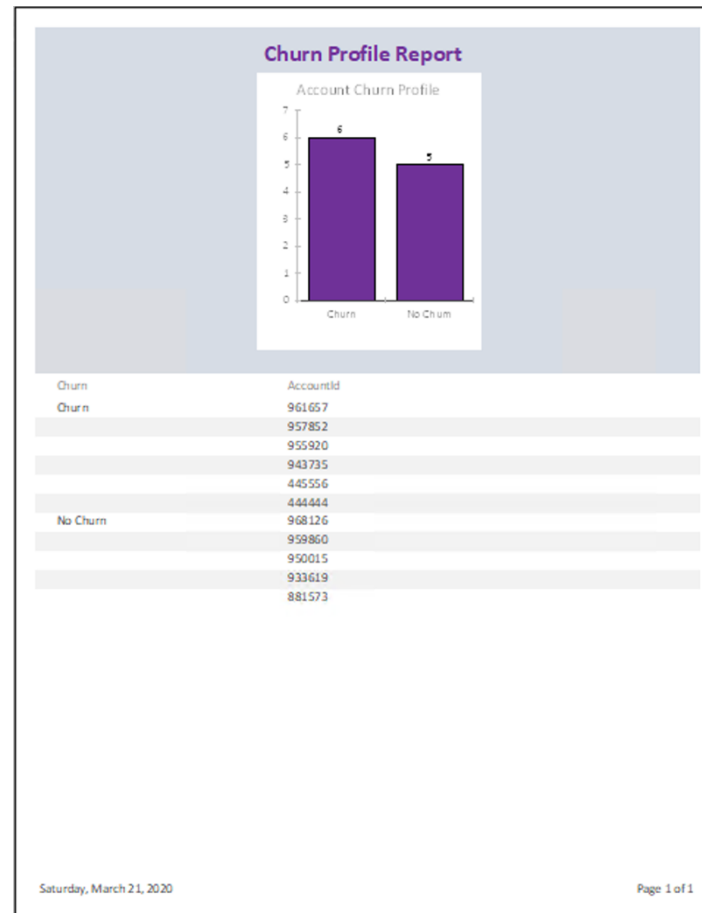 Churn Profile Report
Account Churn Profile
7
6
6
5
5
4
3
2
1
0
Churn No Churn
Churn AccountId
Churn 961657
957852
955920
943735
445556
444444
No Churn 968126
959860
950015
933619
881573
Saturday, March 21, 2020 Page 1 of 1